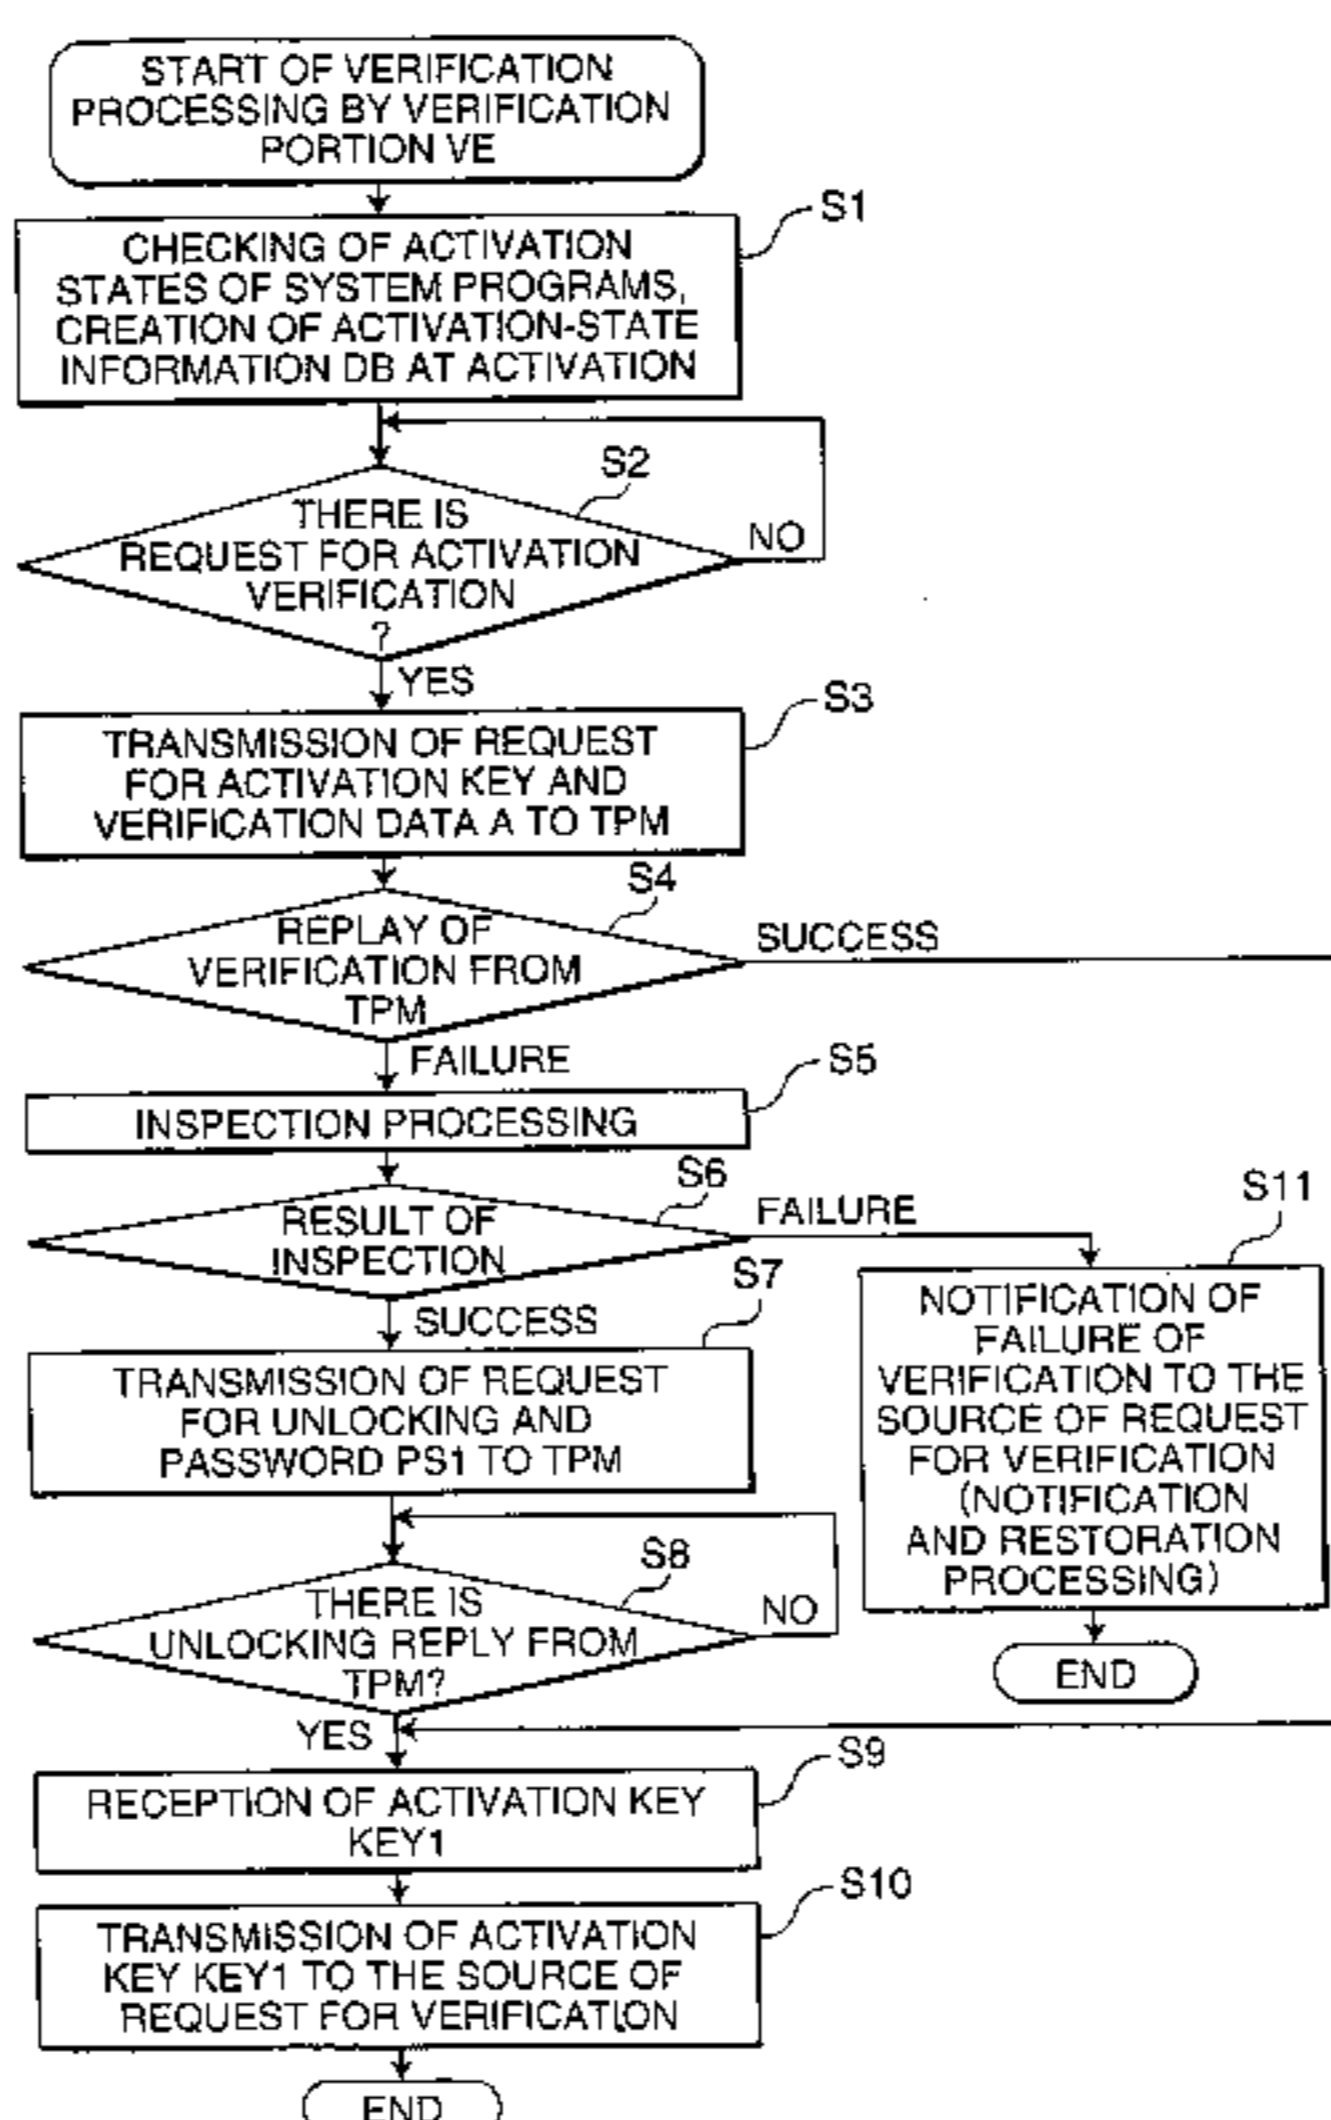 START OF VERIFICATION
PROCESSING BY VERIFICATION
PORTION VE
S1
CHECKING OF ACTIVATION
STATES OF SYSTEM PROGRAMS,
CREATION OF ACTIVATION-STATE
INFORMATION DB AT ACTIVATION
S2
THERE IS
REQUEST FOR ACTIVATION
VERIFICATION
?
NO
YES
S3
TRANSMISSION OF REQUEST
FOR ACTIVATION KEY AND
VERIFICATION DATA A TO TPM
S4
REPLAY OF
VERIFICATION FROM
TPM
SUCCESS
FAILURE
S5
INSPECTION PROCESSING
S6
RESULT OF
INSPECTION
FAILURE
SUCCESS
S11
NOTIFICATION OF
FAILURE OF
VERIFICATION TO THE
SOURCE OF REQUEST
FOR VERIFICATION
(NOTIFICATION
AND RESTORATION
PROCESSING)
END
S7
TRANSMISSION OF REQUEST
FOR UNLOCKING AND
PASSWORD PS1 TO TPM
S8
THERE IS
UNLOCKING REPLY FROM
TPM?
NO
YES
S9
RECEPTION OF ACTIVATION KEY
KEY1
S10
TRANSMISSION OF ACTIVATION
KEY KEY1 TO THE SOURCE OF
REQUEST FOR VERIFICATION
END